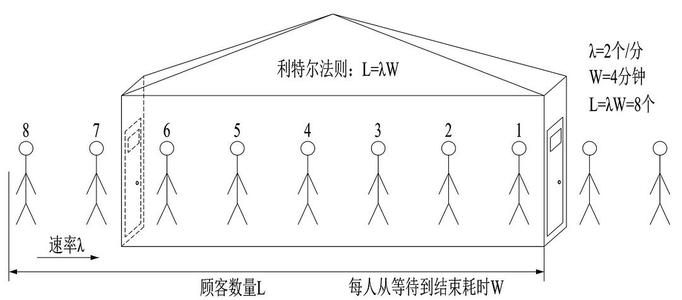 利特尔法则：L=λW
λ=2个/分
W=4分钟
L=λW=8个
8 7 6 5 4 3 2 1
速率λ
顾客数量L 每人从等待到结束耗时W